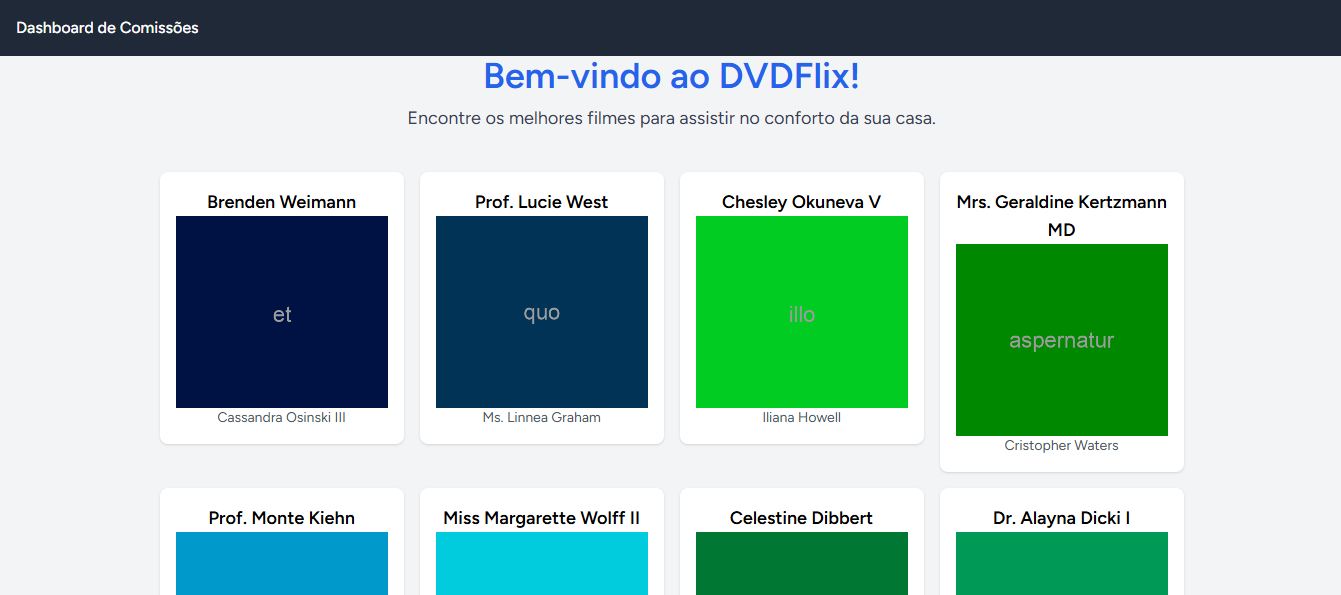 Dashboard de Comissões
Bem-vindo ao DVDFlix!
Encontre os melhores filmes para assistir no conforto da sua casa.
Brenden Weimann
et
Cassandra Osinski III
Prof. Lucie West
quo
Ms. Linnea Graham
Chesley Okuneva V
illo
Iliana Howell
Mrs. Geraldine Kertzmann
MD
aspernatur
Cristopher Waters
Prof. Monte Kiehn
Miss Margarette Wolff II
Celestine Dibbert
Dr. Alayna Dicki I